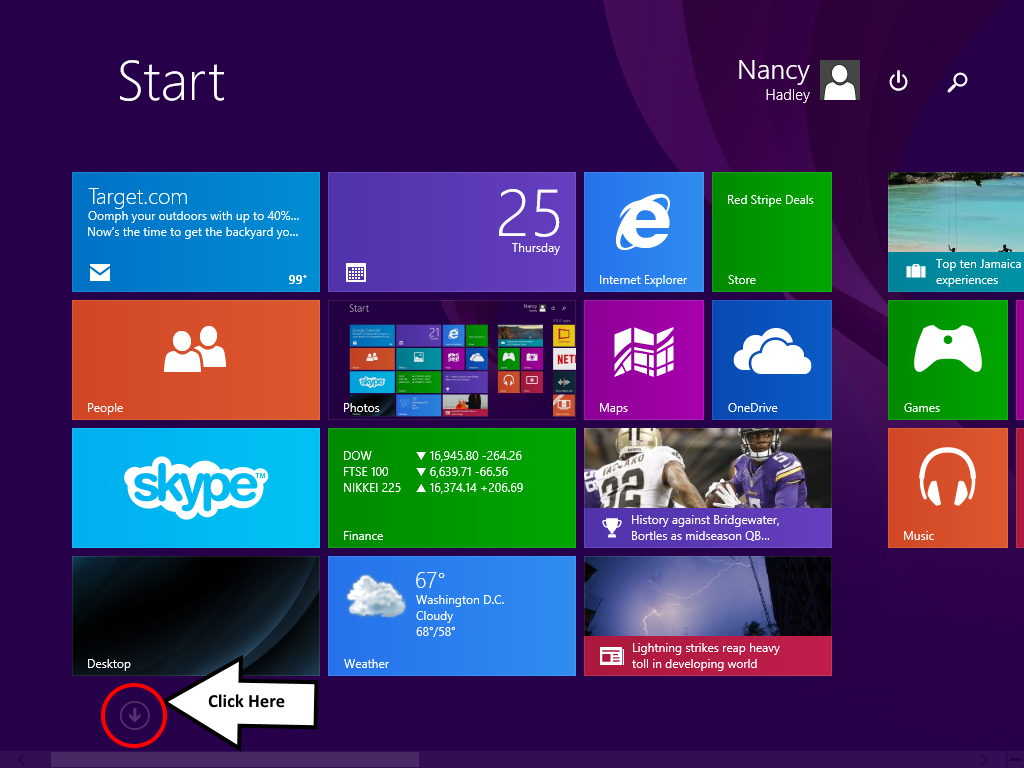 Start
Nancy
Hadley
Target.com
Oomph your outdoors with up to 40%...
Now's the time to get the backyard yo...
99+
25
Thursday
Internet Explorer
Red Stripe Deals
Store
Top ten Jamaica
experiences
People
Start
Photos
Maps
OneDrive
Games
skype™
DOW ▼ 16,945.80 -264.26
FTSE 100 ▼ 6,639.71 -66.56
NIKKEI 225 ▲ 16,374.14 +206.69
Finance
History against Bridgewater,
Bortles as midseason QB...
Music
Desktop
67°
Washington D.C.
Cloudy
68°/58°
Weather
Lightning strikes reap heavy
toll in developing world
Click Here